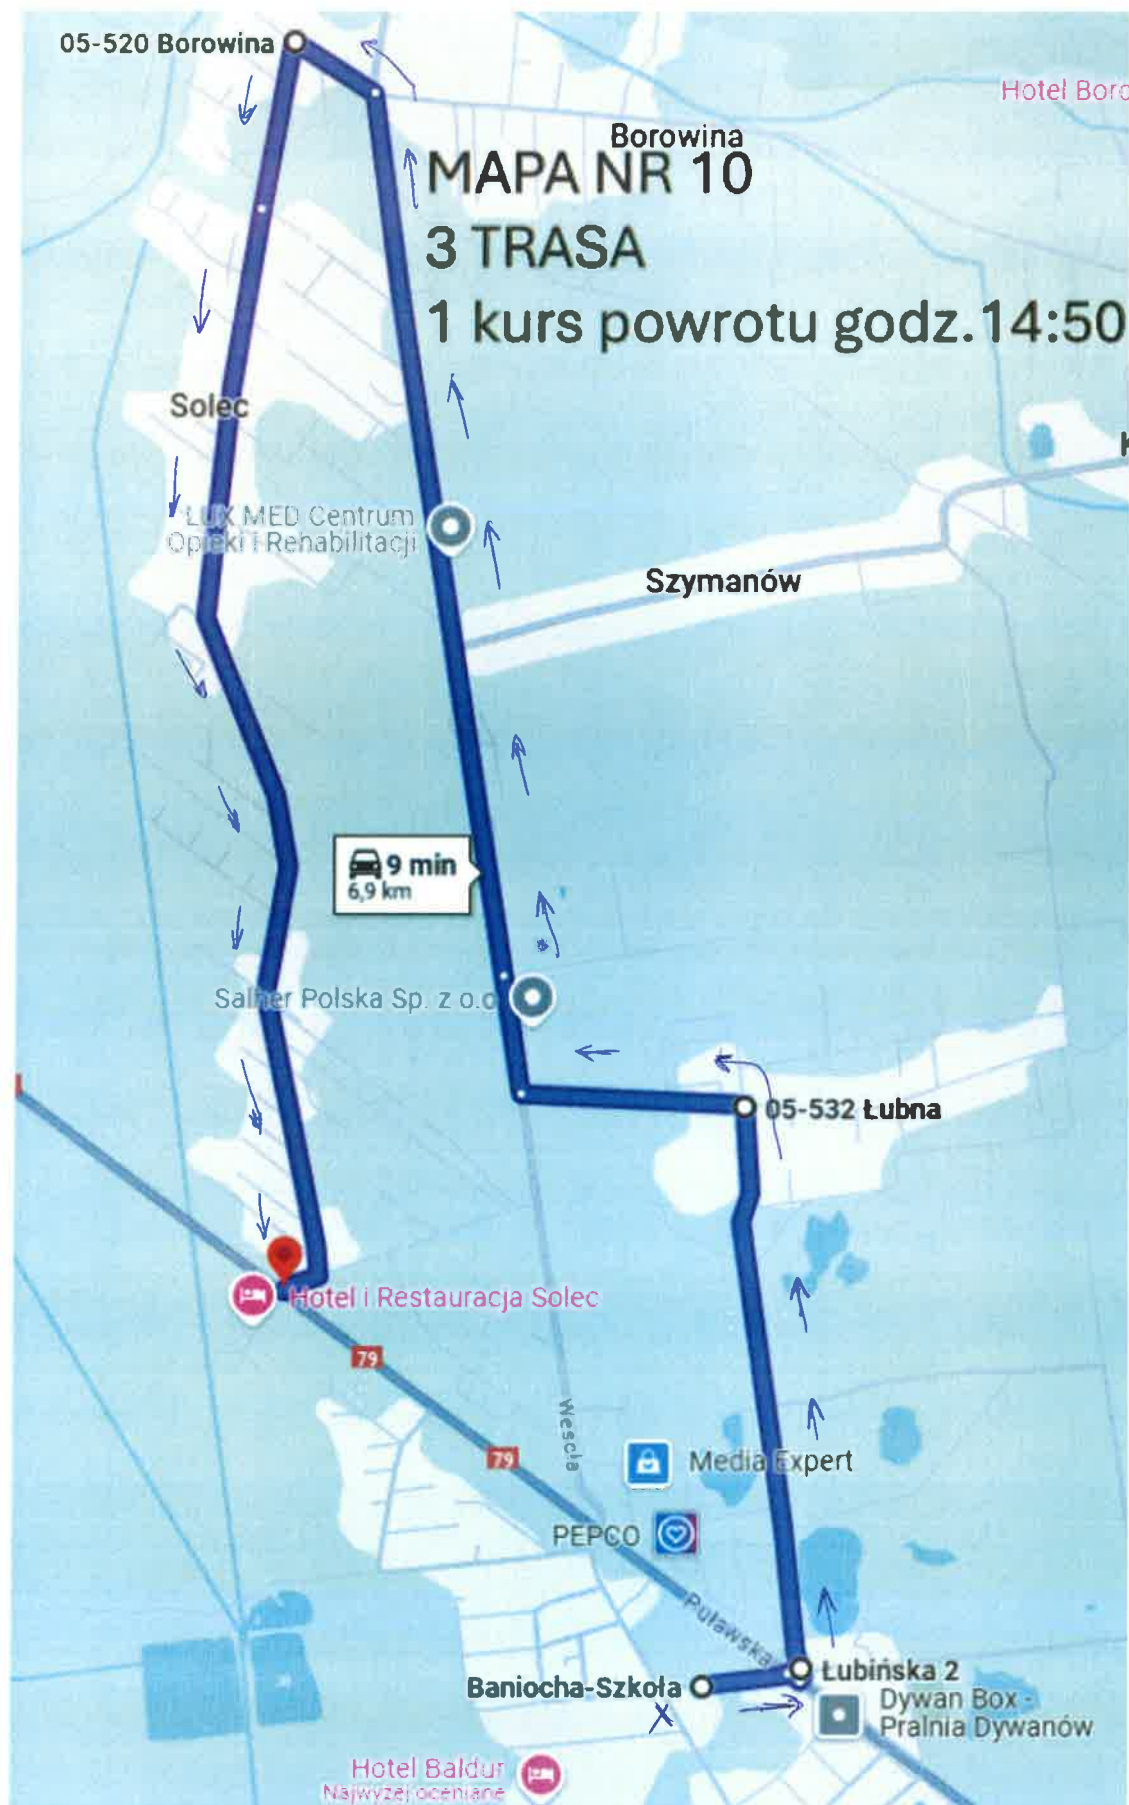 05-520 Borowina
Hotel Boro
Borowina
MAPA NR 10
3 TRASA
1 kurs powrotu godz.14:50
Solec
K
LUX MED Centrum
Opieki i Rehabilitacji
Szymanów
9 min
6,9 km
Salher Polska Sp. z o.o
05-532 Łubna
Hotel i Restauracja Solec
79
79
Wescia
Media Expert
PEPCO
Puławska
Łubińska 2
Baniocha-Szkoła
X
Dywan Box -
Pralnia Dywanów
Hotel Baldur
Najwyżej oceniane